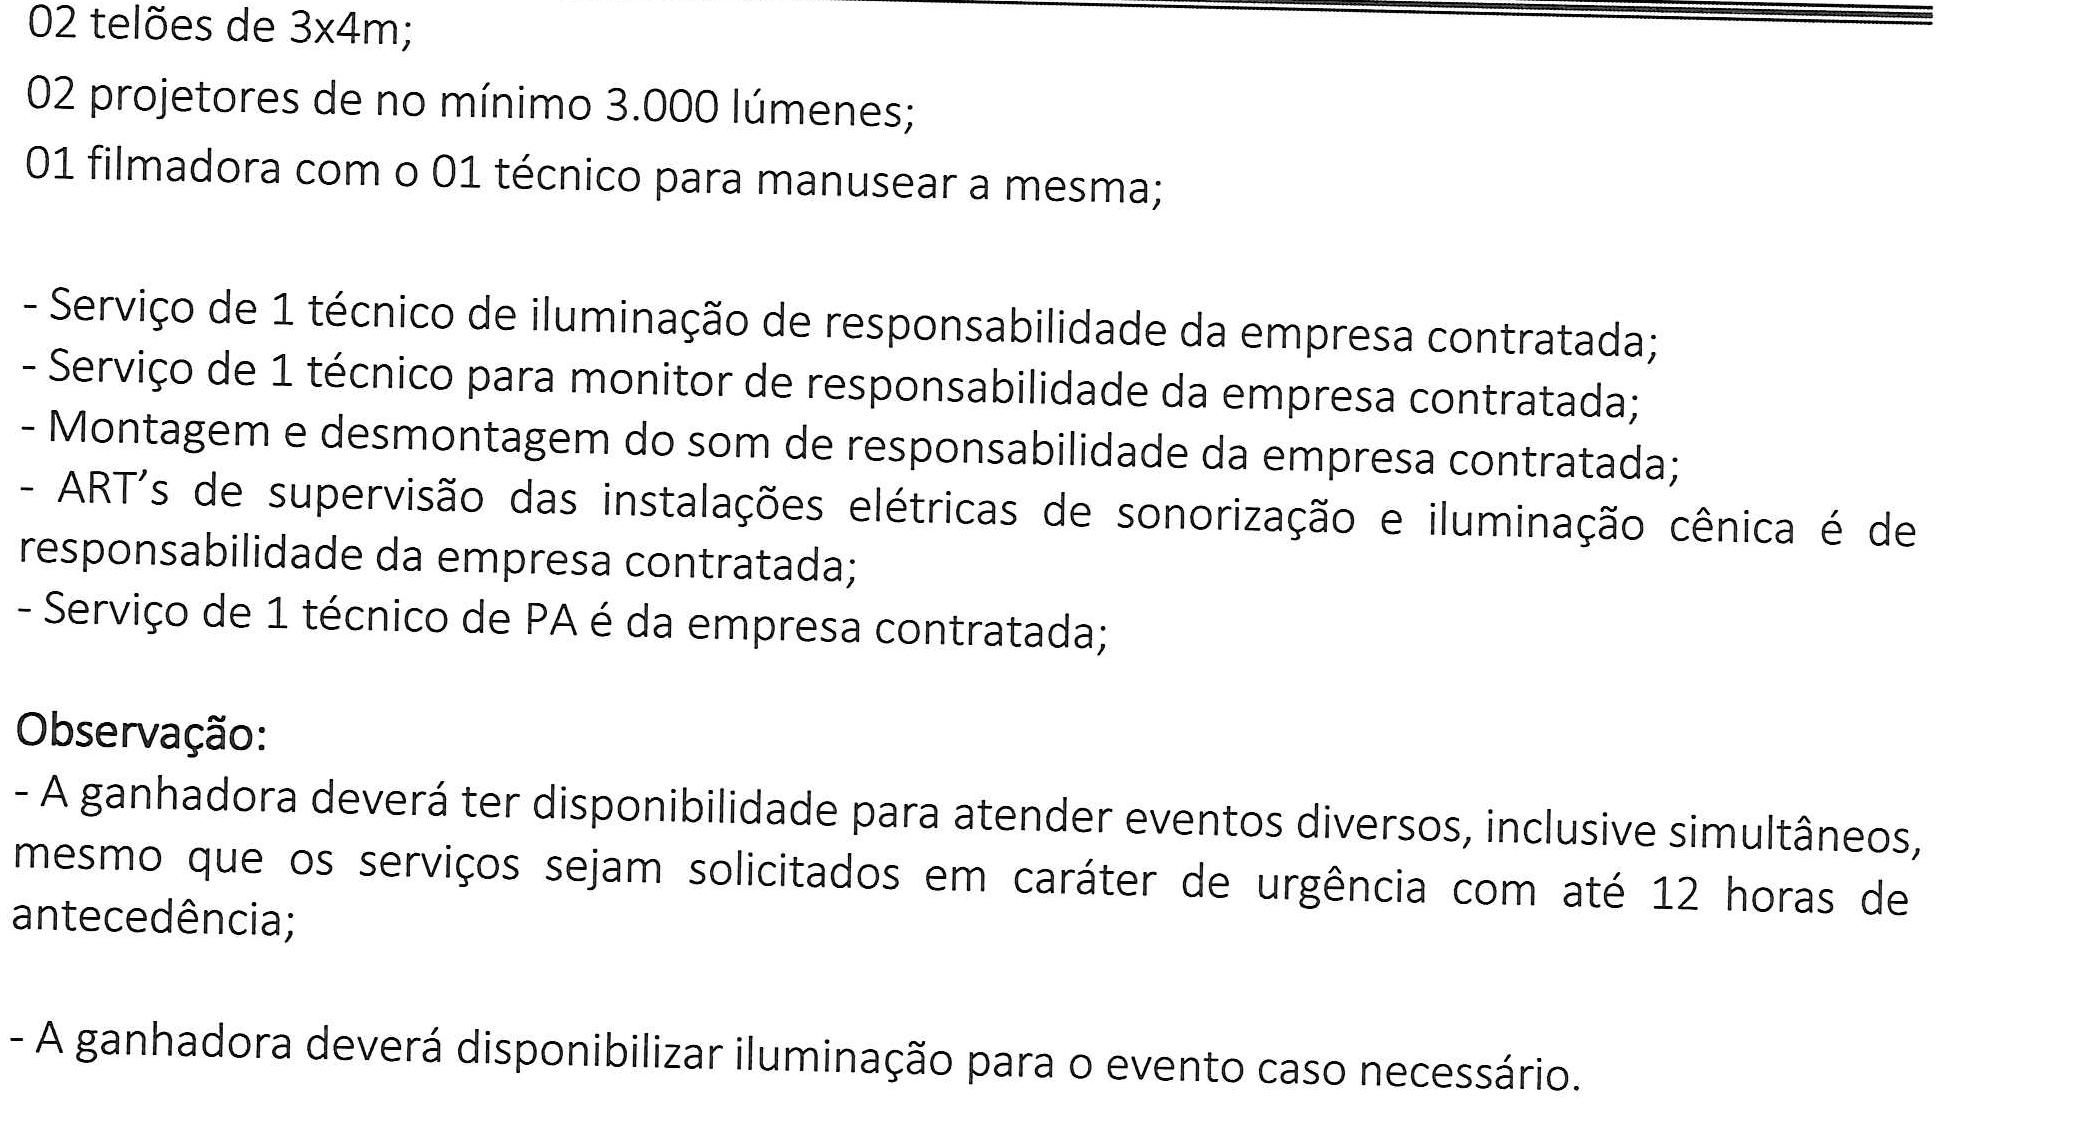 02 telões de 3x4m;
02 projetores de no mínimo 3.000 lúmenes;
01 filmadora com o 01 técnico para manusear a mesma;
- Serviço de 1 técnico de iluminação de responsabilidade da empresa contratada;
- Serviço de 1 técnico para monitor de responsabilidade da empresa contratada;
- Montagem e desmontagem do som de responsabilidade da empresa contratada;
- ART’s de supervisão das instalações elétricas de sonorização e iluminação cênica é de
responsabilidade da empresa contratada;
- Serviço de 1 técnico de PA é da empresa contratada;
Observação:
- A ganhadora deverá ter disponibilidade para atender eventos diversos, inclusive simultâneos,
mesmo que os serviços sejam solicitados em caráter de urgência com até 12 horas de
antecedência;
- A ganhadora deverá disponibilizar iluminação para o evento caso necessário.